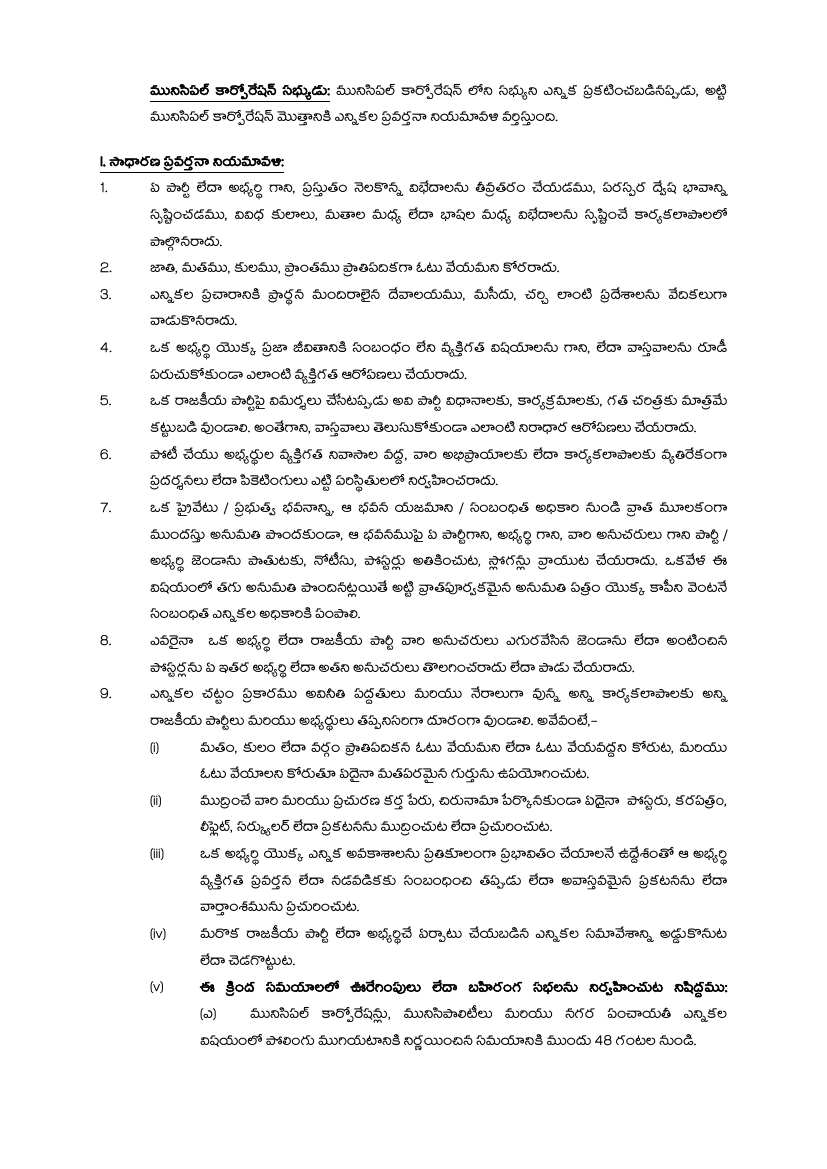 మునిసిపల్ కార్పోరేషన్ సభ్యుడు: మునిసిపల్ కార్పోరేషన్ లోని సభ్యుని ఎన్నిక ప్రకటించబడినప్పుడు, అట్టి
మునిసిపల్ కార్పోరేషన్ మొత్తానికి ఎన్నికల ప్రవర్తనా నియమావళి వర్తిస్తుంది.
I. సాధారణ ప్రవర్తనా నియమావళి:
1. ఏ పార్టీ లేదా అభ్యర్థి గాని, ప్రస్తుతం నెలకొన్న విభేదాలను తీవ్రతరం చేయడము, పరస్పర ద్వేష భావాన్ని
సృష్టించడము, వివిధ కులాలు, మతాల మధ్య లేదా భాషల మధ్య విభేదాలను సృష్టించే కార్యకలాపాలలో
పాల్గొనరాదు.
2. జాతి, మతము, కులము, ప్రాంతము ప్రాతిపదికగా ఓటు వేయమని కోరరాదు.
3. ఎన్నికల ప్రచారానికి ప్రార్థన మందిరాలైన దేవాలయము, మసీదు, చర్చి లాంటి ప్రదేశాలను వేదికలుగా
వాడుకొనరాదు.
4. ఒక అభ్యర్థి యొక్క ప్రజా జీవితానికి సంబంధం లేని వ్యక్తిగత విషయాలను గాని, లేదా వాస్తవాలను రూఢీ
పరుచుకోకుండా ఎలాంటి వ్యక్తిగత ఆరోపణలు చేయరాదు.
5. ఒక రాజకీయ పార్టీపై విమర్శలు చేసేటప్పుడు అవి పార్టీ విధానాలకు, కార్యక్రమాలకు, గత చరిత్రకు మాత్రమే
కట్టుబడి వుండాలి. అంతేగాని, వాస్తవాలు తెలుసుకోకుండా ఎలాంటి నిరాధార ఆరోపణలు చేయరాదు.
6. పోటీ చేయు అభ్యర్థుల వ్యక్తిగత నివాసాల వద్ద, వారి అభిప్రాయాలకు లేదా కార్యకలాపాలకు వ్యతిరేకంగా
ప్రదర్శనలు లేదా పికెటింగులు ఎట్టి పరిస్థితులలో నిర్వహించరాదు.
7. ఒక ప్రైవేటు / ప్రభుత్వ భవనాన్ని, ఆ భవన యజమాని / సంబంధిత అధికారి నుండి వ్రాత మూలకంగా
ముందస్తు అనుమతి పొందకుండా, ఆ భవనముపై ఏ పార్టీగాని, అభ్యర్థి గాని, వారి అనుచరులు గాని పార్టీ /
అభ్యర్థి జెండాను పాతుటకు, నోటీసు, పోస్టర్లు అతికించుట, స్లోగన్లు వ్రాయుట చేయరాదు. ఒకవేళ ఈ
విషయంలో తగు అనుమతి పొందినట్లయితే అట్టి వ్రాతపూర్వకమైన అనుమతి పత్రం యొక్క కాపీని వెంటనే
సంబంధిత ఎన్నికల అధికారికి పంపాలి.
8. ఎవరైనా ఒక అభ్యర్థి లేదా రాజకీయ పార్టీ వారి అనుచరులు ఎగురవేసిన జెండాను లేదా అంటించిన
పోస్టర్లను ఏ ఇతర అభ్యర్థి లేదా అతని అనుచరులు తొలగించరాదు లేదా పాడు చేయరాదు.
9. ఎన్నికల చట్టం ప్రకారము అవినీతి పద్దతులు మరియు నేరాలుగా వున్న అన్ని కార్యకలాపాలకు అన్ని
రాజకీయ పార్టీలు మరియు అభ్యర్థులు తప్పనిసరిగా దూరంగా వుండాలి. అవేవంటే,–
(i) మతం, కులం లేదా వర్గం ప్రాతిపదికన ఓటు వేయమని లేదా ఓటు వేయవద్దని కోరుట, మరియు
ఓటు వేయాలని కోరుతూ ఏదైనా మతపరమైన గుర్తును ఉపయోగించుట.
(ii) ముద్రించే వారి మరియు ప్రచురణ కర్త పేరు, చిరునామా పేర్కొనకుండా ఏదైనా పోస్టరు, కరపత్రం,
లీఫ్లెట్, సర్క్యులర్ లేదా ప్రకటనను ముద్రించుట లేదా ప్రచురించుట.
(iii) ఒక అభ్యర్థి యొక్క ఎన్నిక అవకాశాలను ప్రతికూలంగా ప్రభావితం చేయాలనే ఉద్దేశంతో ఆ అభ్యర్థి
వ్యక్తిగత ప్రవర్తన లేదా నడవడికకు సంబంధించి తప్పుడు లేదా అవాస్తవమైన ప్రకటనను లేదా
వార్తాంశమును ప్రచురించుట.
(iv) మరొక రాజకీయ పార్టీ లేదా అభ్యర్థిచే ఏర్పాటు చేయబడిన ఎన్నికల సమావేశాన్ని అడ్డుకొనుట
లేదా చెడగొట్టుట.
(v) ఈ క్రింద సమయాలలో ఊరేగింపులు లేదా బహిరంగ సభలను నిర్వహించుట నిషిద్ధము:
(ఎ) మునిసిపల్ కార్పోరేషన్లు, మునిసిపాలిటీలు మరియు నగర పంచాయతీ ఎన్నికల
విషయంలో పోలింగు ముగియటానికి నిర్ణయించిన సమయానికి ముందు 48 గంటల నుండి.